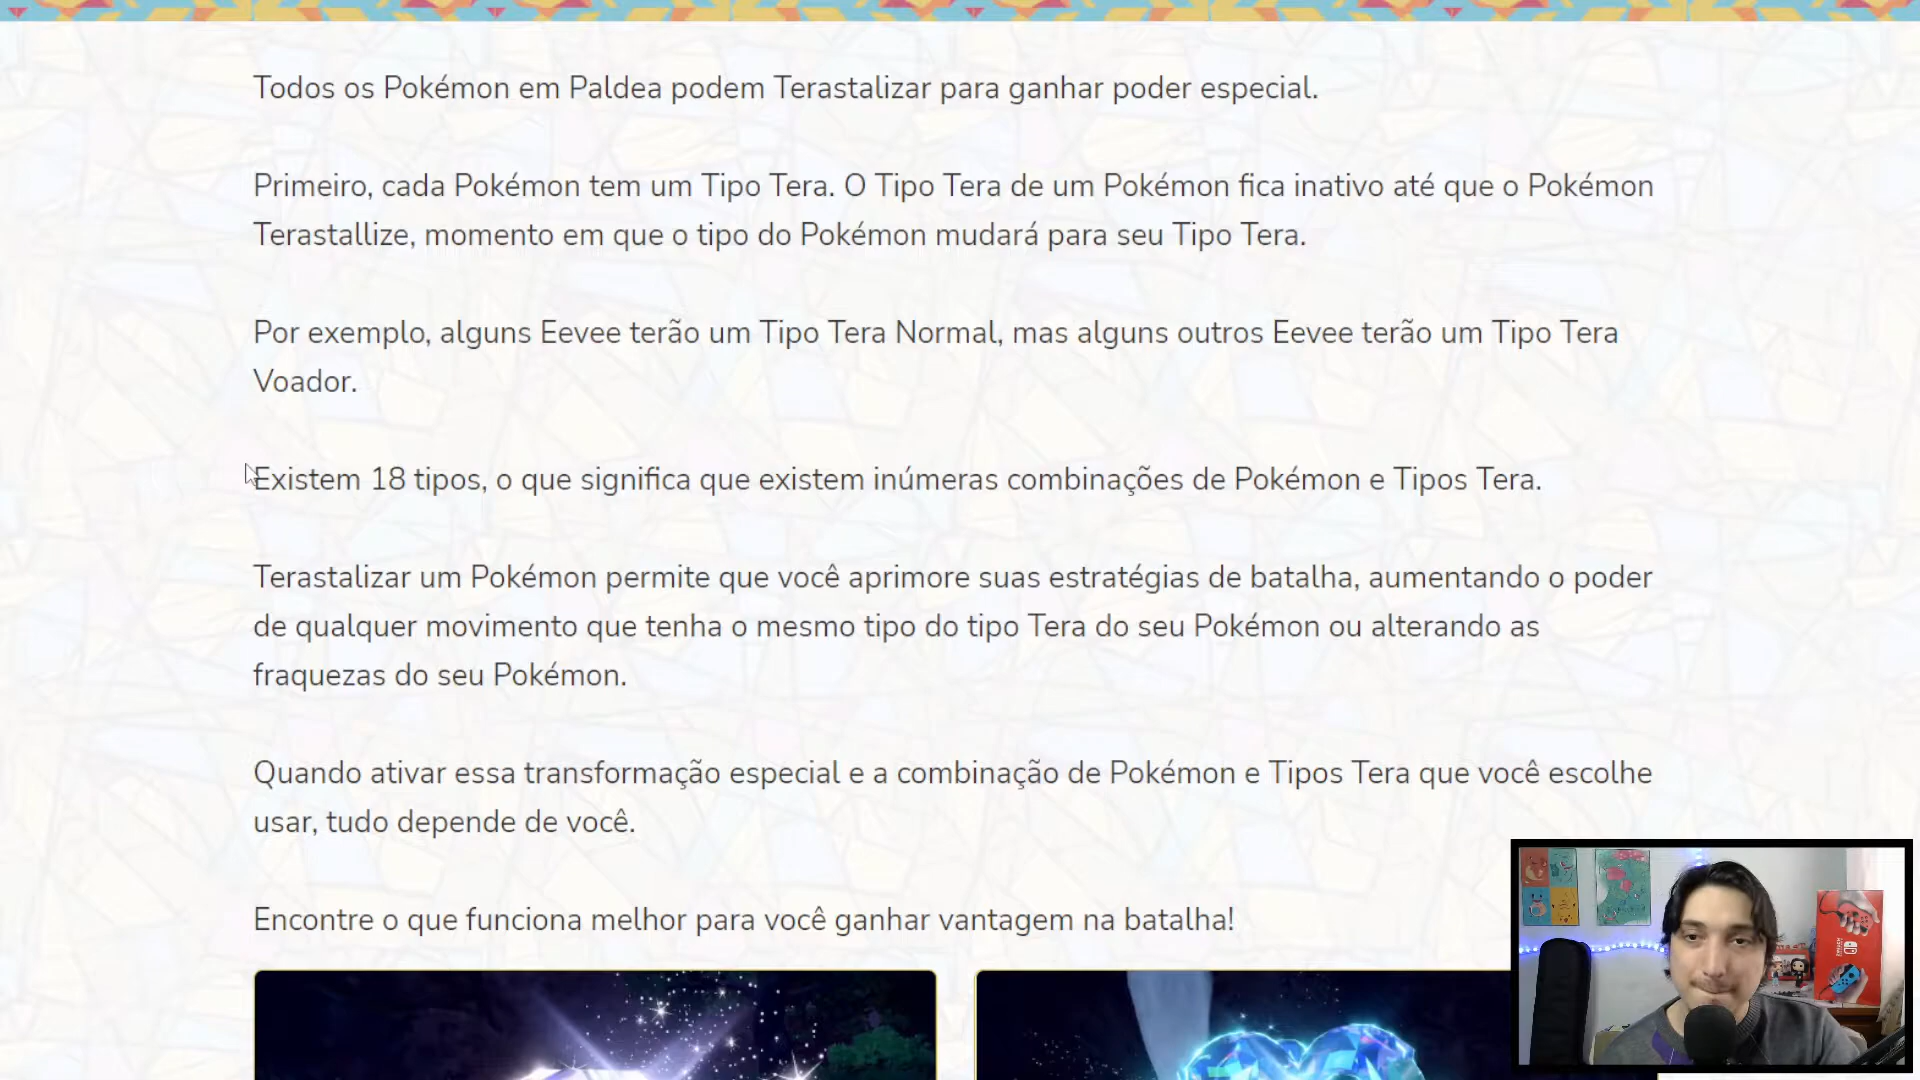 Todos os Pokémon em Paldea podem Terastalizar para ganhar poder especial.
Primeiro, cada Pokémon tem um Tipo Tera. O Tipo Tera de um Pokémon fica inativo até que o Pokémon
Terastallize, momento em que o tipo do Pokémon mudará para seu Tipo Tera.
Por exemplo, alguns Eevee terão um Tipo Tera Normal, mas alguns outros Eevee terão um Tipo Tera
Voador.
Existem 18 tipos, o que significa que existem inúmeras combinações de Pokémon e Tipos Tera.
Terastalizar um Pokémon permite que você aprimore suas estratégias de batalha, aumentando o poder
de qualquer movimento que tenha o mesmo tipo do tipo Tera do seu Pokémon ou alterando as
fraquezas do seu Pokémon.
Quando ativar essa transformação especial e a combinação de Pokémon e Tipos Tera que você escolhe
usar, tudo depende de você.
Encontre o que funciona melhor para você ganhar vantagem na batalha!